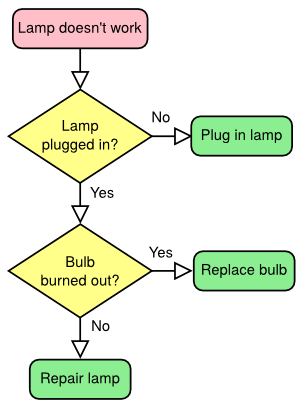 Lamp doesn't work
Lamp
plugged in?
No
Plug in lamp
Yes
Bulb
burned out?
Yes
Replace bulb
No
Repair lamp